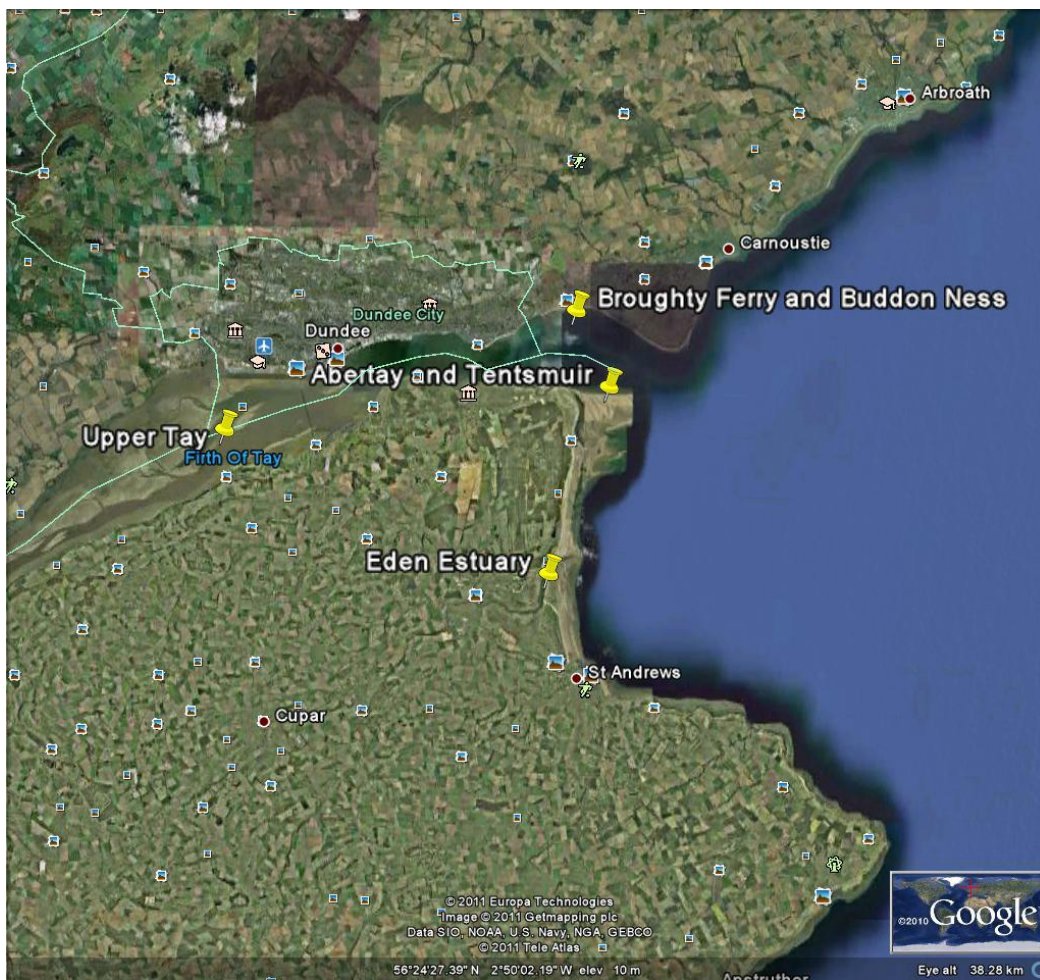 Arbroath
Carnoustie
Broughty Ferry and Buddon Ness
Dundee City
Dundee
Abertay and Tentsmuir
Upper Tay
Firth Of Tay
Eden Estuary
St Andrews
Cupar
© 2011 Europa Technologies
Image © 2011 Getmapping plc
Data SIO, NOAA, U.S. Navy, NGA, GEBCO
© 2011 Tele Atlas
©2010 Google
56°24'27.39" N 2°50'02.19" W elev 10 m
Anstruther
Eye alt 38.28 km